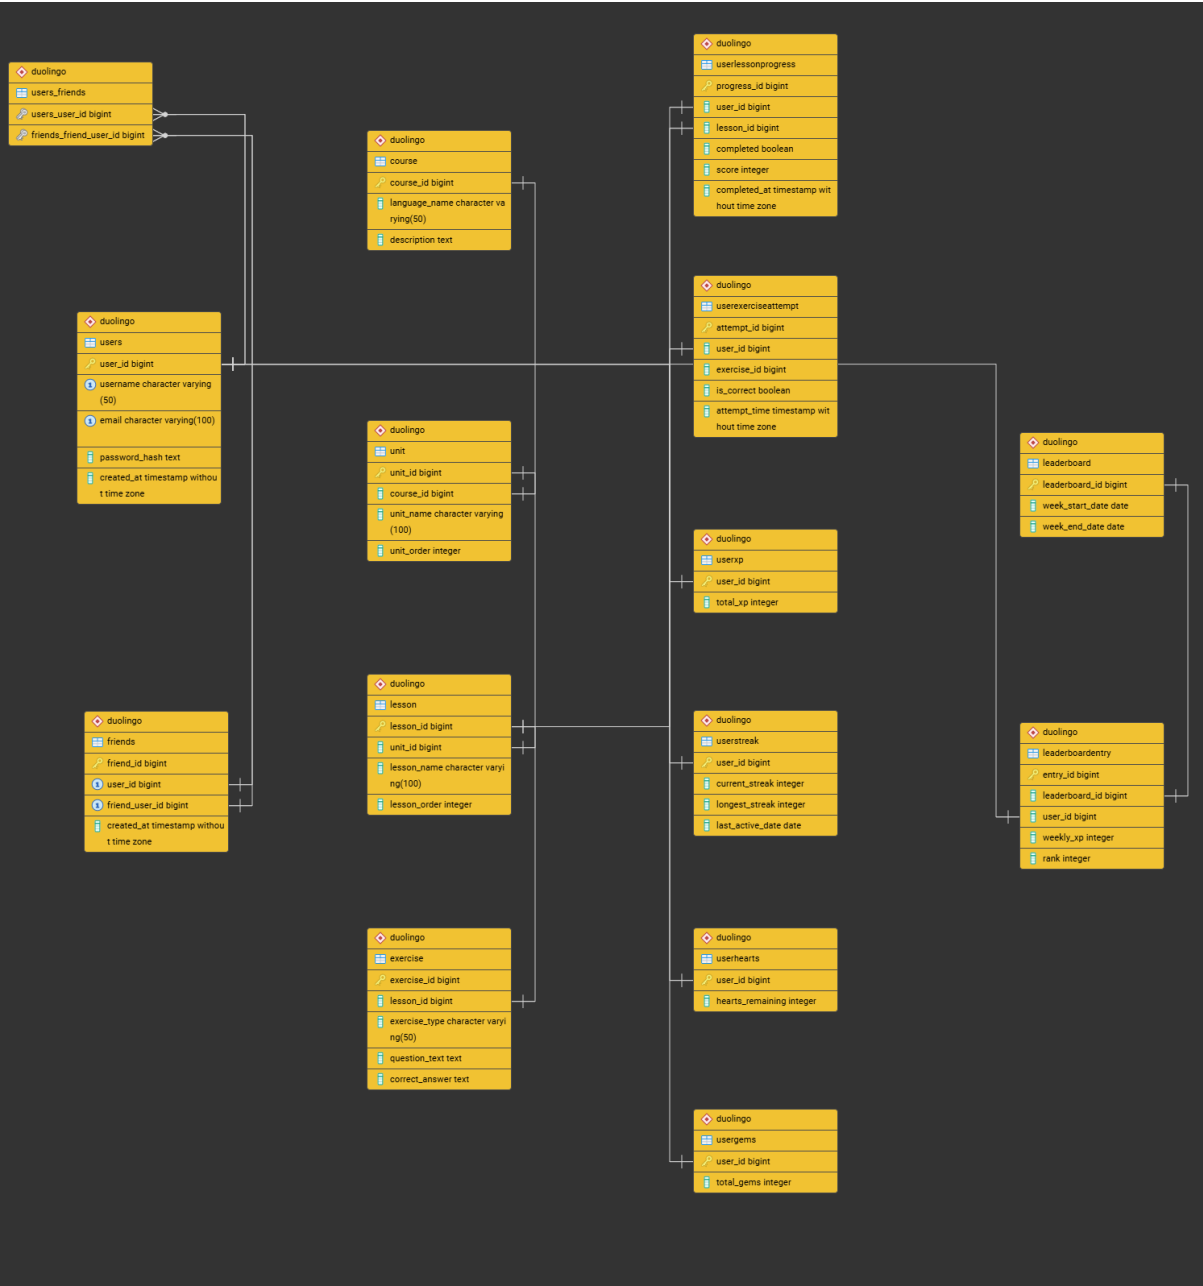 duolingo
users_friends
users_user_id bigint
friends_friend_user_id bigint
duolingo
users
user_id bigint
username character varying
(50)
email character varying(100)
password_hash text
created_at timestamp withou
t time zone
duolingo
friends
friend_id bigint
user_id bigint
friend_user_id bigint
created_at timestamp withou
t time zone
duolingo
course
course_id bigint
language_name character va
rying(50)
description text
duolingo
unit
unit_id bigint
course_id bigint
unit_name character varying
(100)
unit_order integer
duolingo
lesson
lesson_id bigint
unit_id bigint
lesson_name character varyi
ng(100)
lesson_order integer
duolingo
exercise
exercise_id bigint
lesson_id bigint
exercise_type character varyi
ng(50)
question_text text
correct_answer text
duolingo
userlessonprogress
progress_id bigint
user_id bigint
lesson_id bigint
completed boolean
score integer
completed_at timestamp wit
hout time zone
duolingo
userexerciseattempt
attempt_id bigint
user_id bigint
exercise_id bigint
is_correct boolean
attempt_time timestamp wit
hout time zone
duolingo
userxp
user_id bigint
total_xp integer
duolingo
userstreak
user_id bigint
current_streak integer
longest_streak integer
last_active_date date
duolingo
userhearts
user_id bigint
hearts_remaining integer
duolingo
usergems
user_id bigint
total_gems integer
duolingo
leaderboard
leaderboard_id bigint
week_start_date date
week_end_date date
duolingo
leaderboardentry
entry_id bigint
leaderboard_id bigint
user_id bigint
weekly_xp integer
rank integer